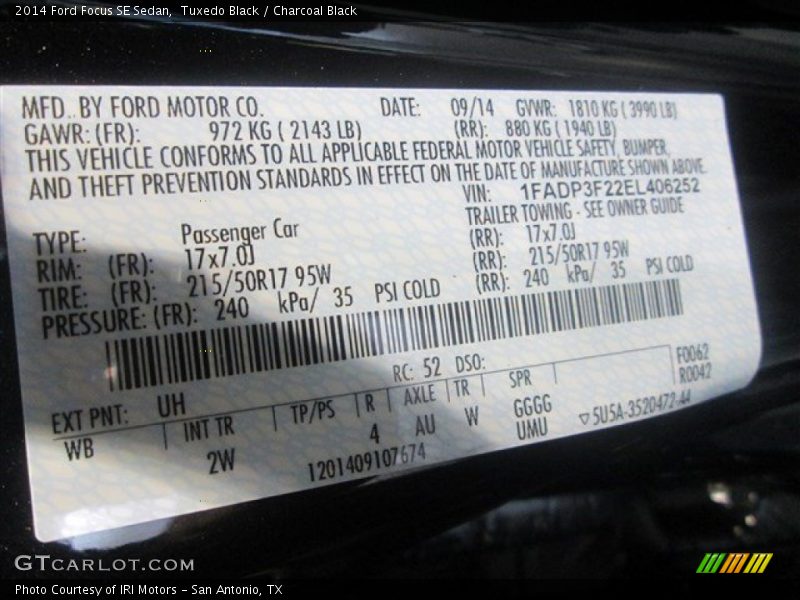 2014 Ford Focus SE Sedan, Tuxedo Black / Charcoal Black
MFD. BY FORD MOTOR CO. DATE: 09/14 GVWR: 1810 KG ( 3990 LB)
GAWR: (FR): 972 KG ( 2143 LB) (RR): 880 KG ( 1940 LB)
THIS VEHICLE CONFORMS TO ALL APPLICABLE FEDERAL MOTOR VEHICLE SAFETY, BUMPER,
AND THEFT PREVENTION STANDARDS IN EFFECT ON THE DATE OF MANUFACTURE SHOWN ABOVE.
VIN: 1FADP3F22EL406252
TRAILER TOWING - SEE OWNER GUIDE
TYPE: Passenger Car
RIM: (FR): 17x7.0J (RR): 17x7.0J
TIRE: (FR): 215/50R17 95W (RR): 215/50R17 95W
PRESSURE: (FR): 240 kPa/ 35 PSI COLD (RR): 240 kPa/ 35 PSI COLD
RC: 52 DSO:
F0062
R0042
EXT PNT: UH
WB INT TR TP/PS R AXLE TR SPR
2W 4 AU W GGGG
UMU
1201409107674
▽5U5A-3520472-44
GTCARLOT.COM
Photo Courtesy of IRI Motors - San Antonio, TX